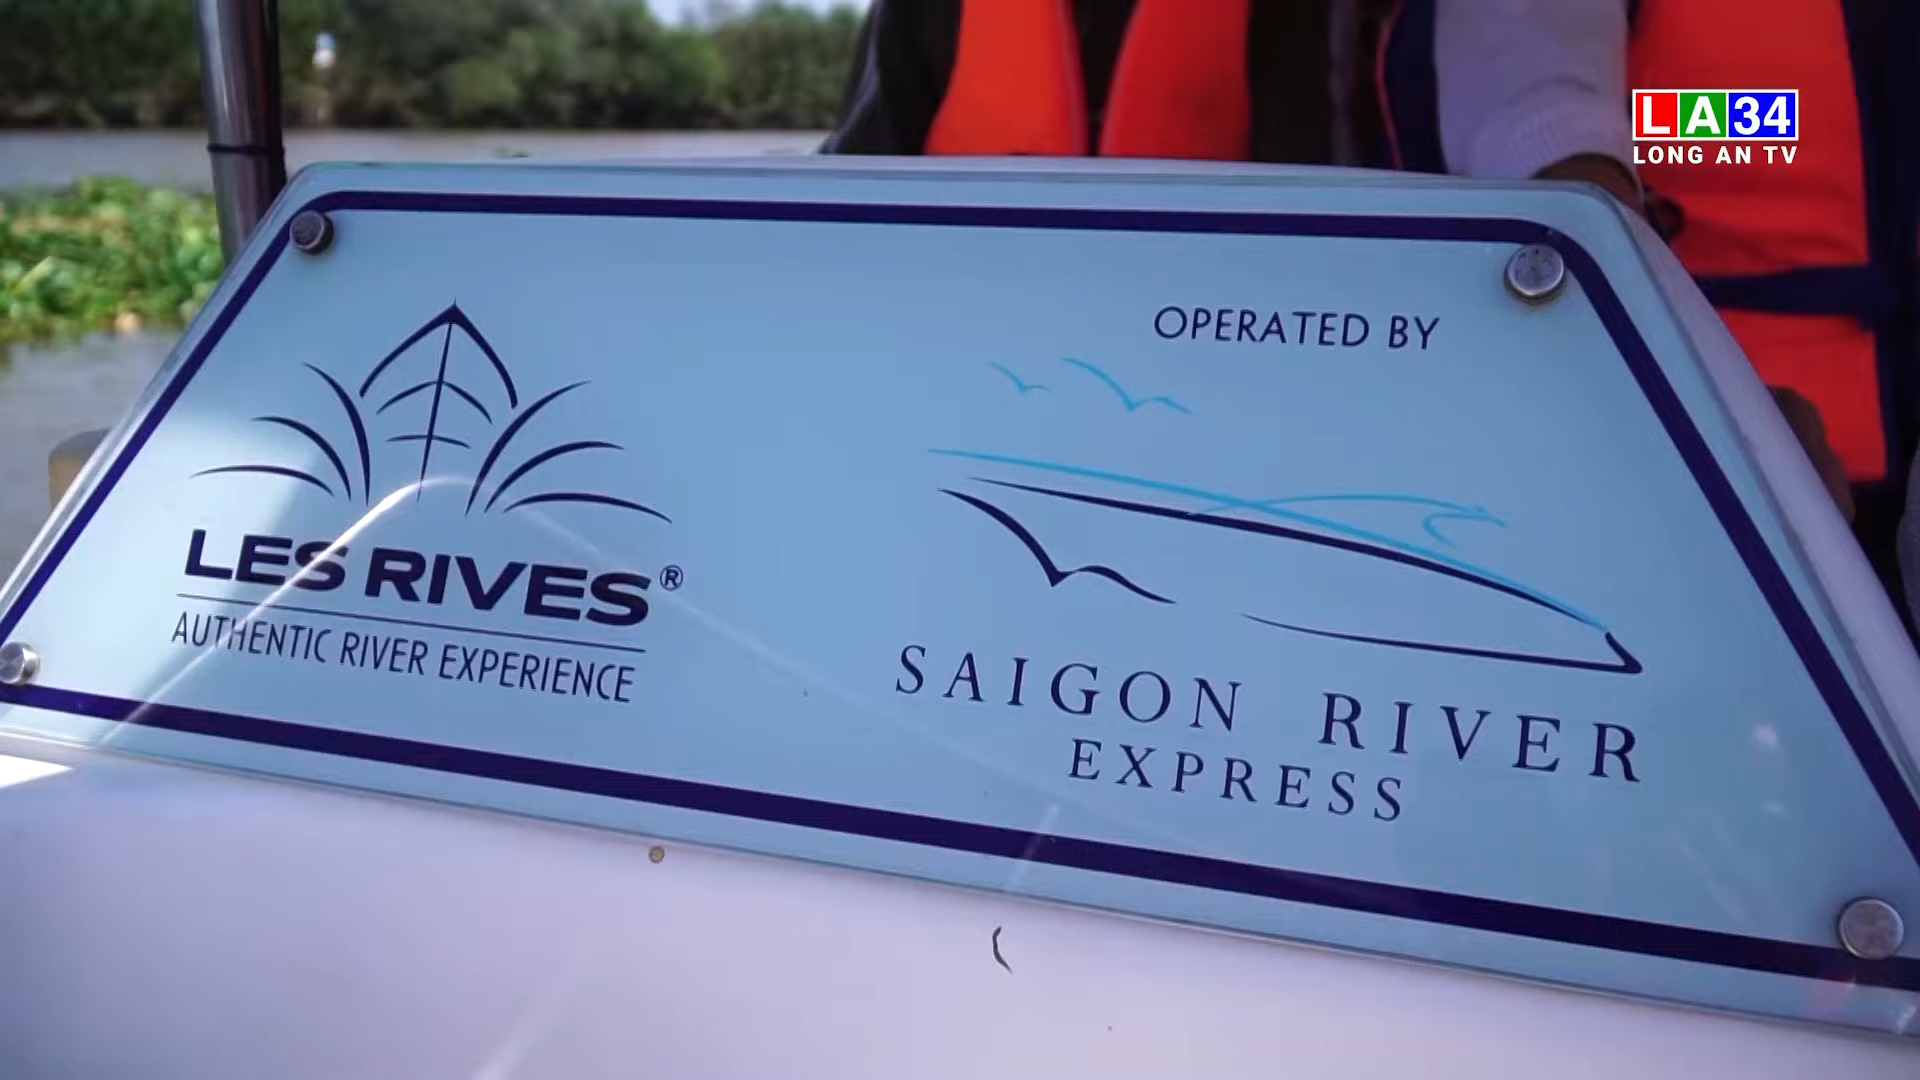 LA34
LONG AN TV
OPERATED BY
LES RIVES®
AUTHENTIC RIVER EXPERIENCE
SAIGON RIVER
EXPRESS